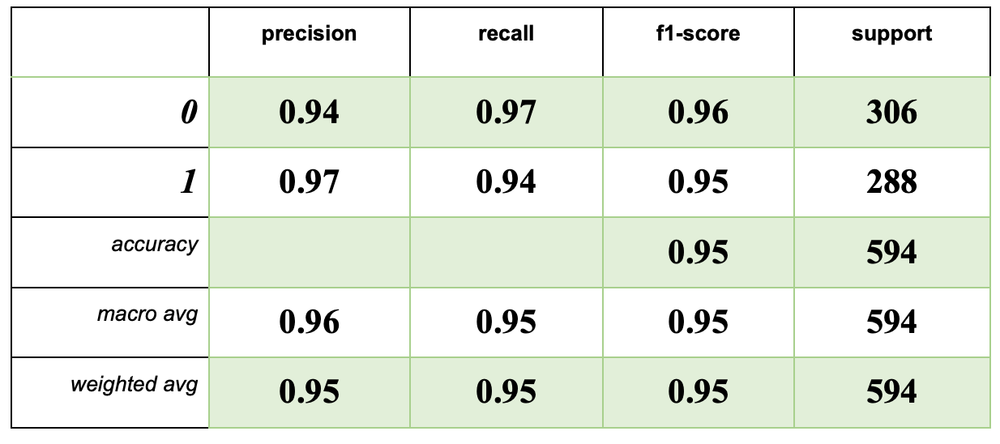 precision recall f1-score support
0 0.94 0.97 0.96 306
1 0.97 0.94 0.95 288
accuracy 0.95 594
macro avg 0.96 0.95 0.95 594
weighted avg 0.95 0.95 0.95 594